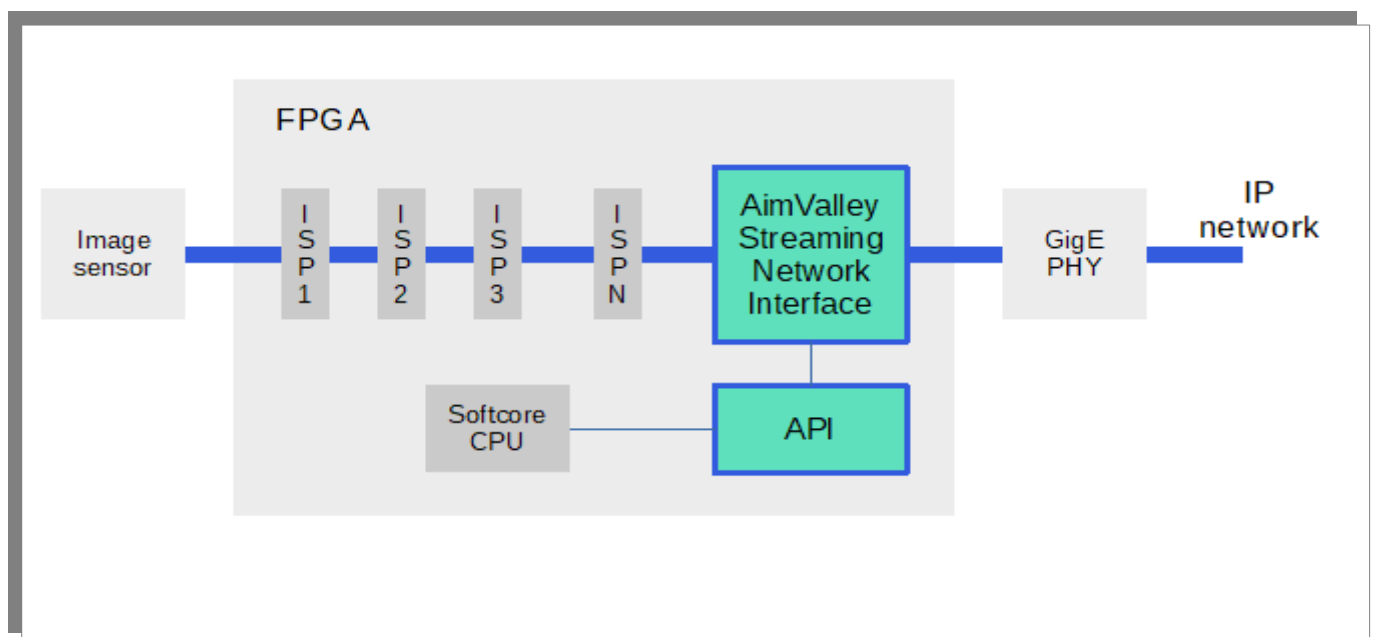 FPGA
Image
sensor
I
S
P
1
I
S
P
2
I
S
P
3
I
S
P
N
AimValley
Streaming
Network
Interface
GigE
PHY
IP
network
Softcore
CPU
API